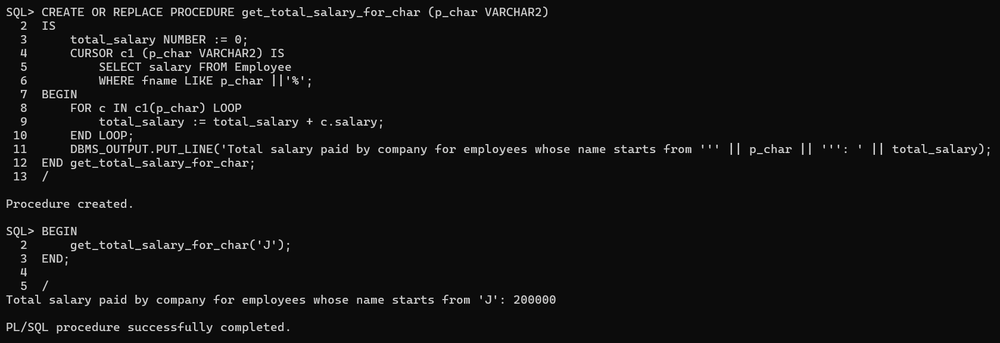 SQL> CREATE OR REPLACE PROCEDURE get_total_salary_for_char (p_char VARCHAR2)
  2  IS
  3      total_salary NUMBER := 0;
  4      CURSOR c1 (p_char VARCHAR2) IS
  5          SELECT salary FROM Employee
  6          WHERE fname LIKE p_char ||'%';
  7  BEGIN
  8      FOR c IN c1(p_char) LOOP
  9          total_salary := total_salary + c.salary;
 10      END LOOP;
 11      DBMS_OUTPUT.PUT_LINE('Total salary paid by company for employees whose name starts from ''' || p_char || ''': ' || total_salary);
 12  END get_total_salary_for_char;
 13  /

Procedure created.

SQL> BEGIN
  2      get_total_salary_for_char('J');
  3  END;
  4
  5  /
Total salary paid by company for employees whose name starts from 'J': 200000

PL/SQL procedure successfully completed.